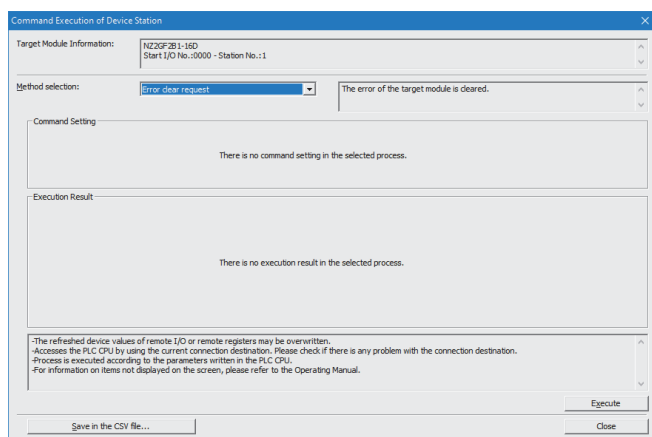 Command Execution of Device Station
Target Module Information:
NZ2GF2B1-16D
Start I/O No.:0000 - Station No.:1
Method selection:
Error clear request
The error of the target module is cleared.
Command Setting
There is no command setting in the selected process.
Execution Result
There is no execution result in the selected process.
-The refreshed device values of remote I/O or remote registers may be overwritten.
-Accesses the PLC CPU by using the current connection destination. Please check if there is any problem with the connection destination.
-Process is executed according to the parameters written in the PLC CPU.
-For information on items not displayed on the screen, please refer to the Operating Manual.
Execute
Save in the CSV file...
Close